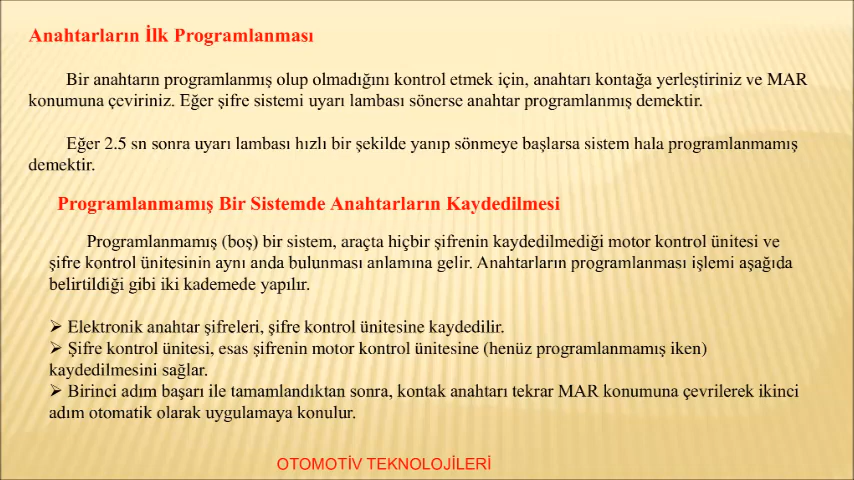 Anahtarların İlk Programlanması
Bir anahtarın programlanmış olup olmadığını kontrol etmek için, anahtarı kontağa yerleştiriniz ve MAR
konumuna çeviriniz. Eğer şifre sistemi uyarı lambası sönerse anahtar programlanmış demektir.
Eğer 2.5 sn sonra uyarı lambası hızlı bir şekilde yanıp sönmeye başlarsa sistem hala programlanmamış
demektir.
Programlanmamış Bir Sistemde Anahtarların Kaydedilmesi
Programlanmamış (boş) bir sistem, araçta hiçbir şifrenin kaydedilmediği motor kontrol ünitesi ve
şifre kontrol ünitesinin aynı anda bulunması anlamına gelir. Anahtarların programlanması işlemi aşağıda
belirtildiği gibi iki kademede yapılır.
➢ Elektronik anahtar şifreleri, şifre kontrol ünitesine kaydedilir.
➢ Şifre kontrol ünitesi, esas şifrenin motor kontrol ünitesine (henüz programlanmamış iken)
kaydedilmesini sağlar.
➢ Birinci adım başarı ile tamamlandıktan sonra, kontak anahtarı tekrar MAR konumuna çevrilerek ikinci
adım otomatik olarak uygulamaya konulur.
OTOMOTİV TEKNOLOJİLERİ